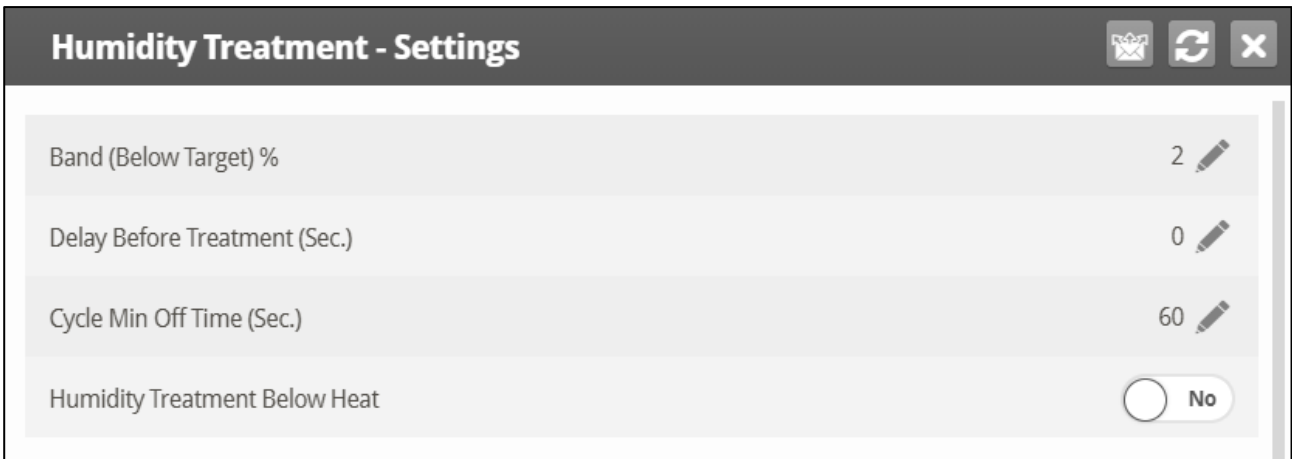 Humidity Treatment - Settings
Band (Below Target) % 2
Delay Before Treatment (Sec.) 0
Cycle Min Off Time (Sec.) 60
Humidity Treatment Below Heat No